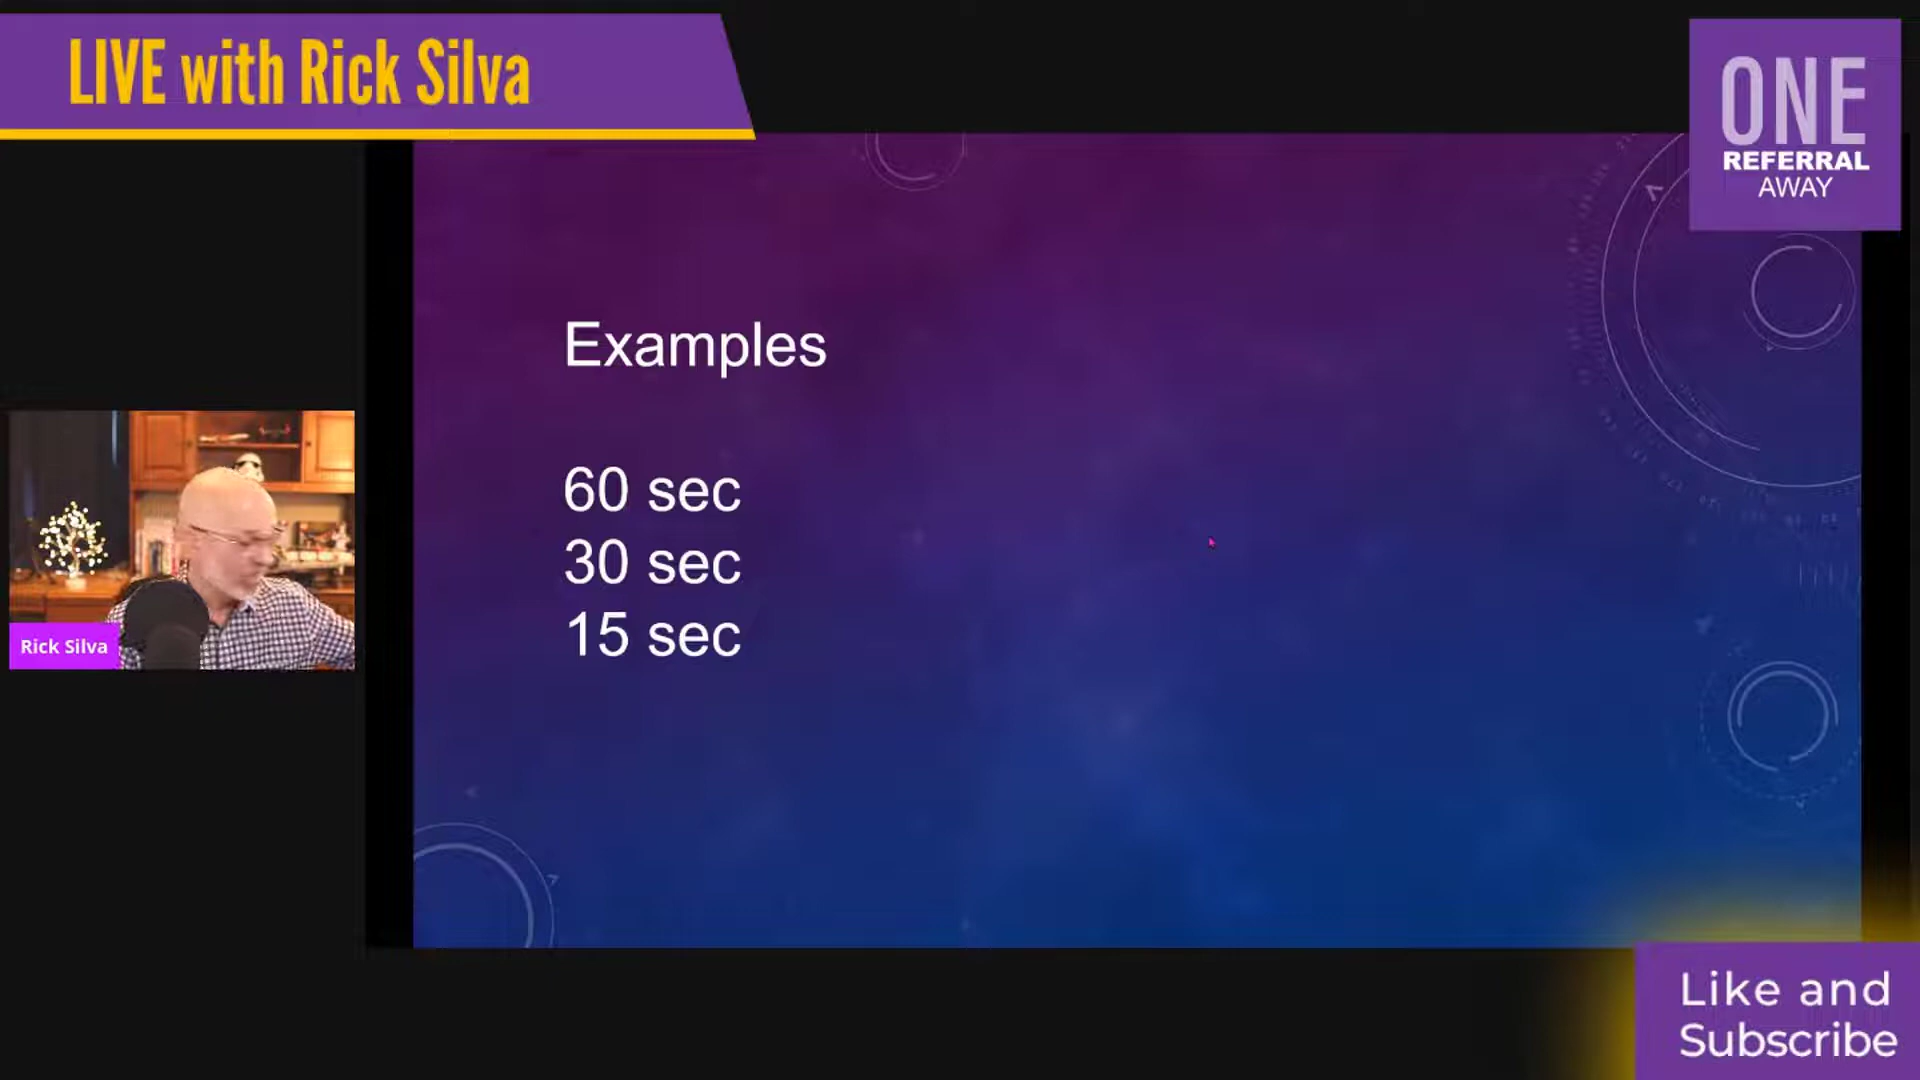 LIVE with Rick Silva
ONE
REFERRAL
AWAY
Examples
60 sec
30 sec
15 sec
Rick Silva
Like and
Subscribe